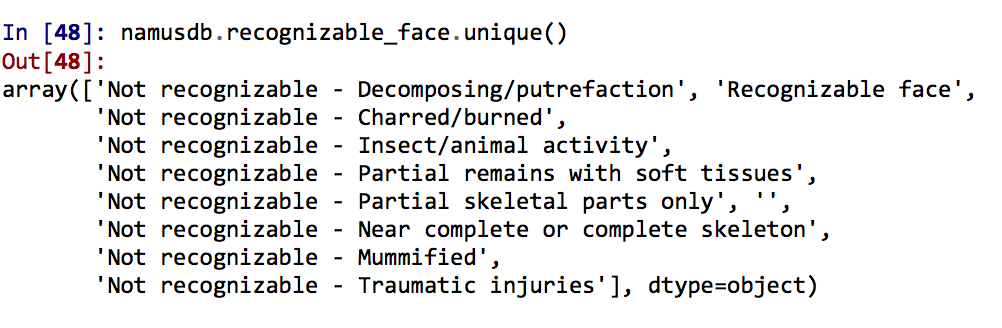 In [48]: namusdb.recognizable_face.unique()
Out[48]:
array(['Not recognizable - Decomposing/putrefaction', 'Recognizable face',
       'Not recognizable - Charred/burned',
       'Not recognizable - Insect/animal activity',
       'Not recognizable - Partial remains with soft tissues',
       'Not recognizable - Partial skeletal parts only', '',
       'Not recognizable - Near complete or complete skeleton',
       'Not recognizable - Mummified',
       'Not recognizable - Traumatic injuries'], dtype=object)